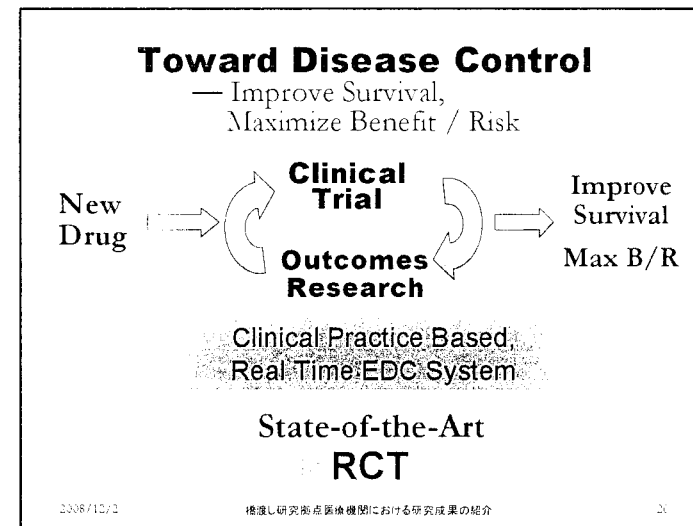 Toward Disease Control
— Improve Survival,
Maximize Benefit / Risk
New
Drug
Clinical
Trial
Outcomes
Research
Improve
Survival
Max B/R
Clinical Practice Based,
Real Time EDC System
State-of-the-Art
RCT
2008/12/2
橋渡し研究拠点医療機関における研究成果の紹介